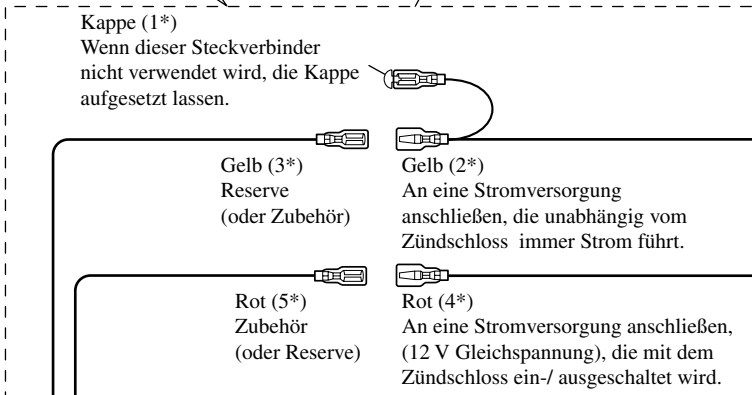 Kappe (1*)
Wenn dieser Steckverbinder
nicht verwendet wird, die Kappe
aufgesetzt lassen.
Gelb (3*)
Reserve
(oder Zubehör)
Gelb (2*)
An eine Stromversorgung
anschließen, die unabhängig vom
Zündschloss immer Strom führt.
Rot (5*)
Zubehör
(oder Reserve)
Rot (4*)
An eine Stromversorgung anschließen,
(12 V Gleichspannung), die mit dem
Zündschloss ein-/ ausgeschaltet wird.